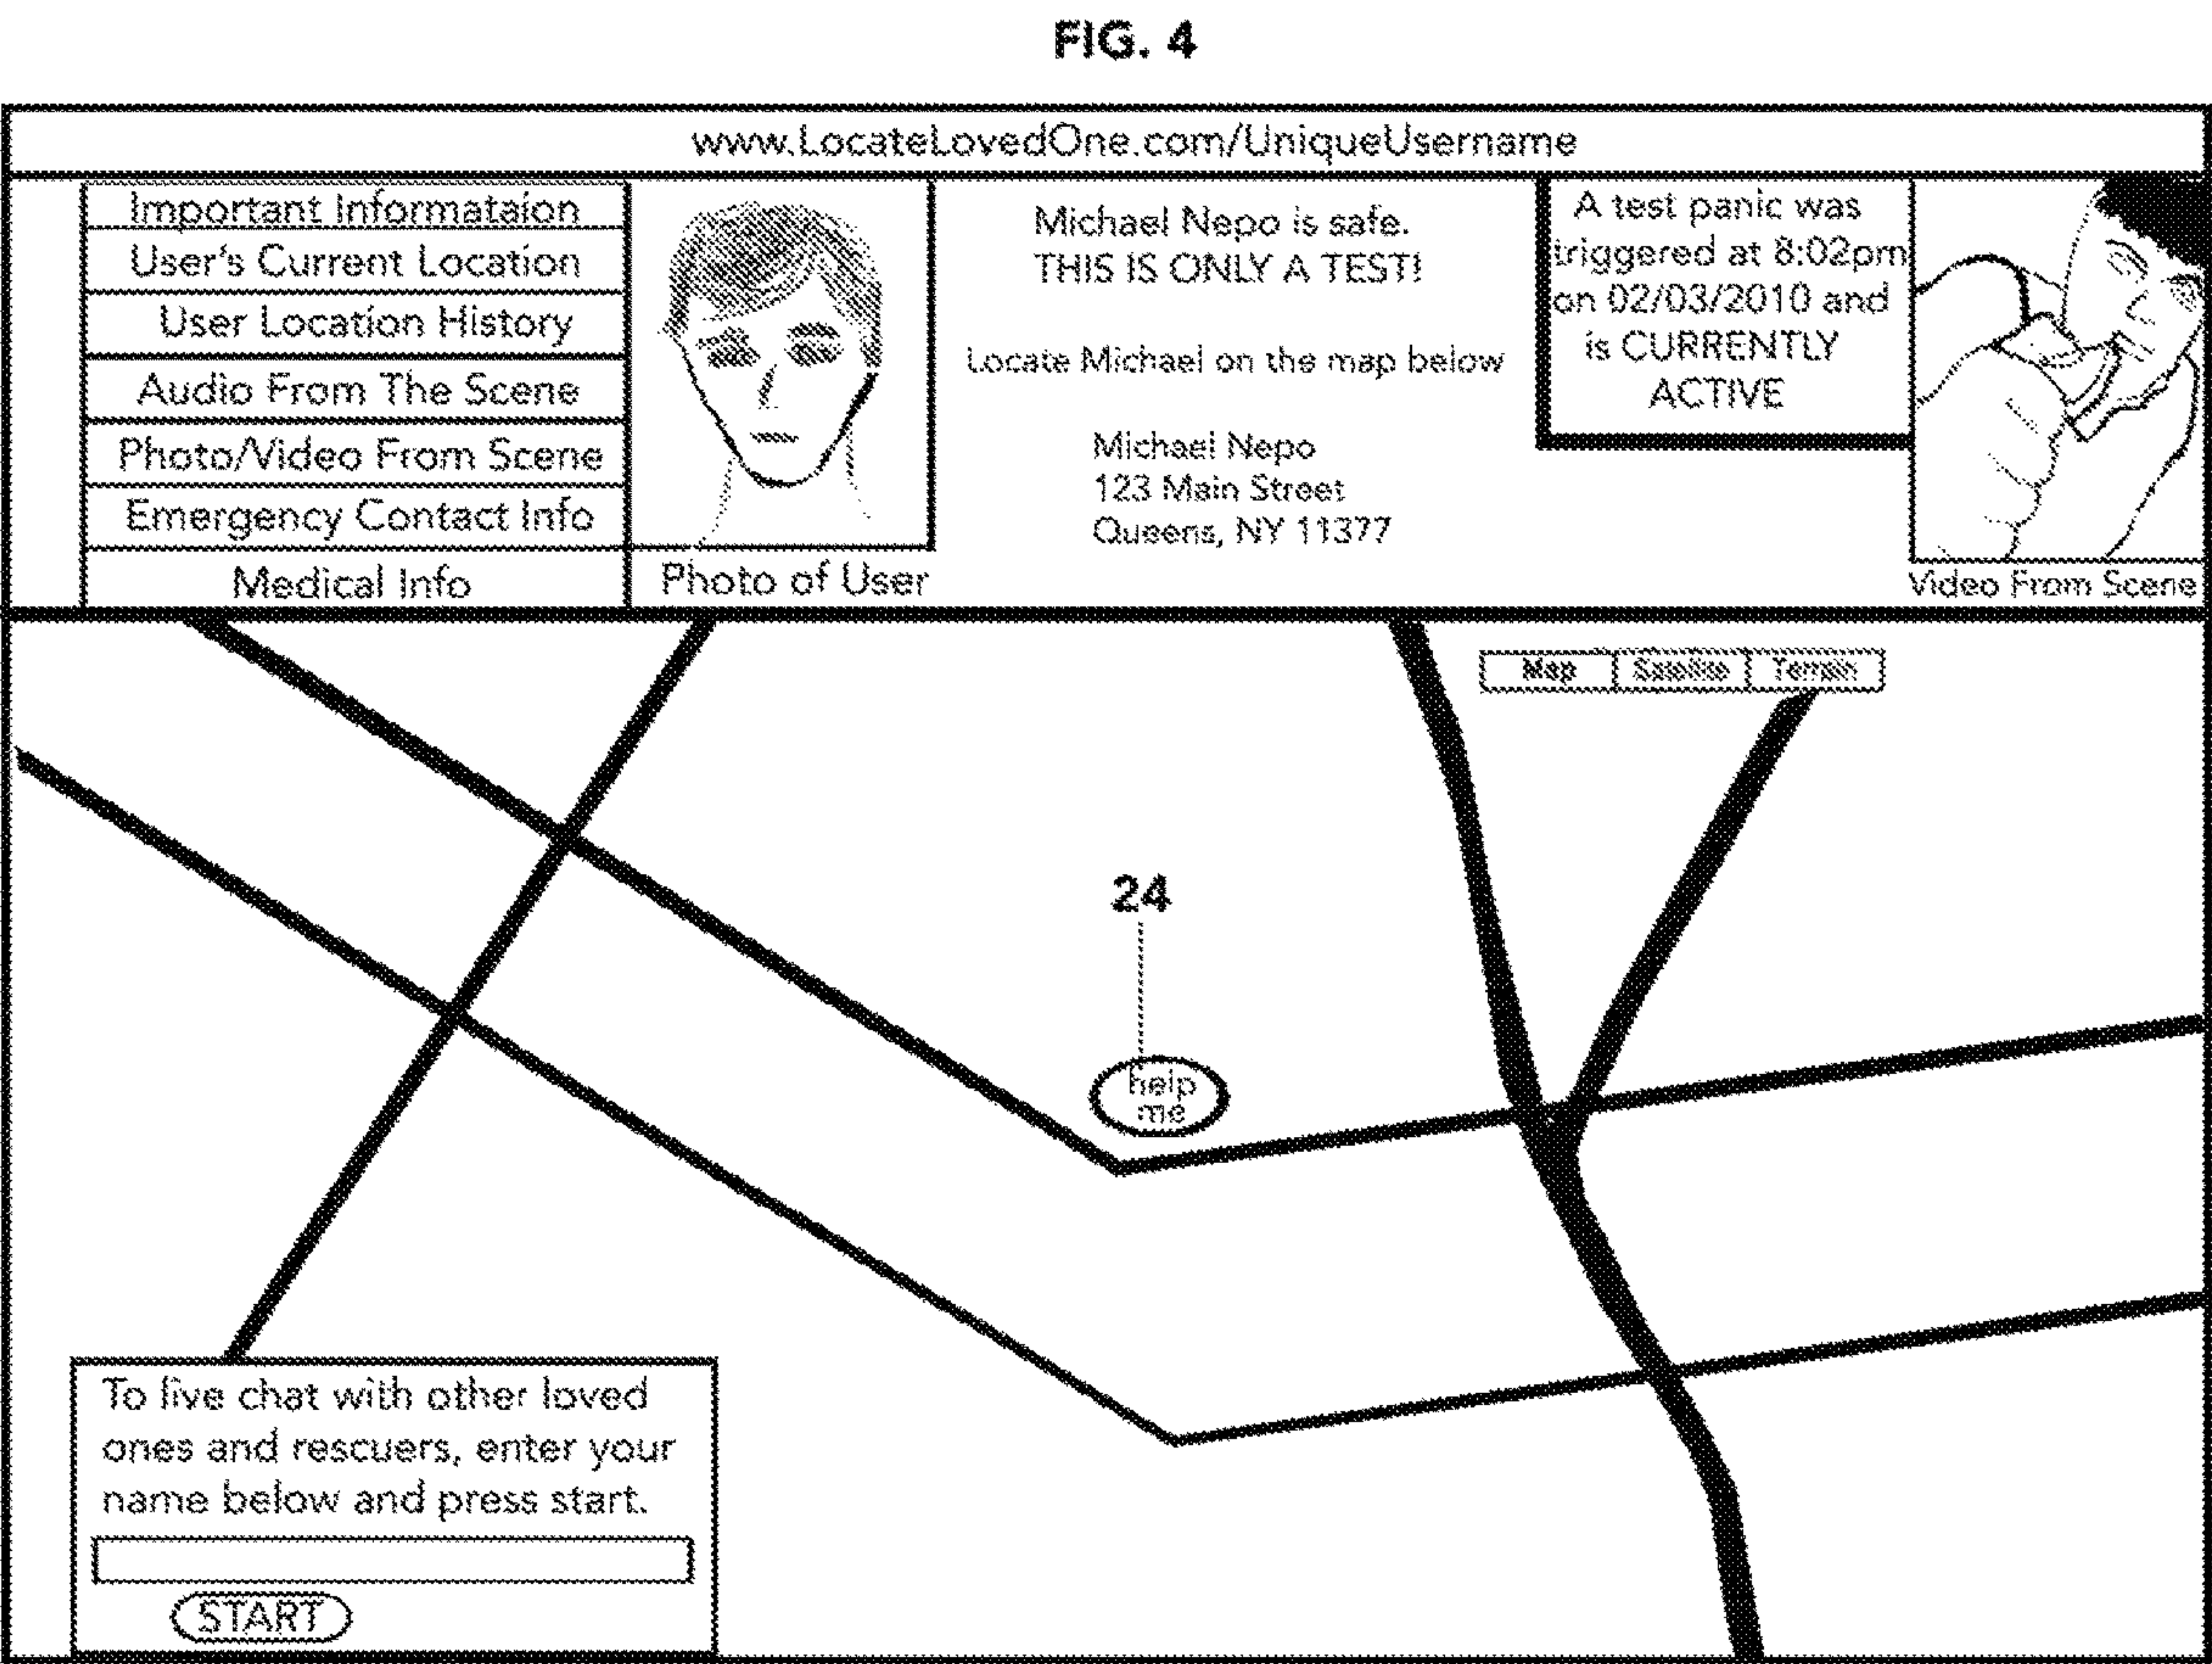 FIG. 4
www.LocateLovedOne.com/UniqueUsername
Important Informataion
User's Current Location
User Location History
Audio From The Scene
Photo/Video From Scene
Emergency Contact Info
Medical Info
Photo of User
Michael Nepo is safe.
THIS IS ONLY A TEST!
Locate Michael on the map below
Michael Nepo
123 Main Street
Queens, NY 11377
A test panic was
triggered at 8:02pm
on 02/03/2010 and
is CURRENTLY
ACTIVE
Video From Scene
Map Satellite Terrain
24
help
me
To live chat with other loved
ones and rescuers, enter your
name below and press start.
START